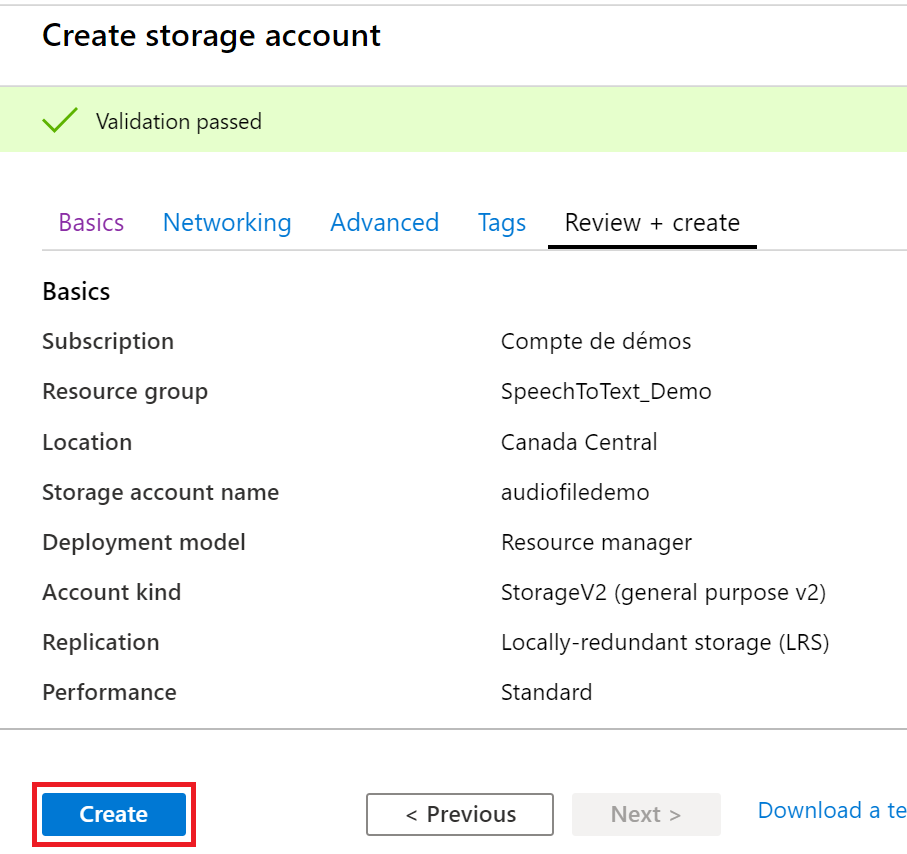 Create storage account
Validation passed
Basics Networking Advanced Tags Review + create
Basics
Subscription Compte de démos
Resource group SpeechToText_Demo
Location Canada Central
Storage account name audiofiledemo
Deployment model Resource manager
Account kind StorageV2 (general purpose v2)
Replication Locally-redundant storage (LRS)
Performance Standard
Create < Previous Next > Download a te